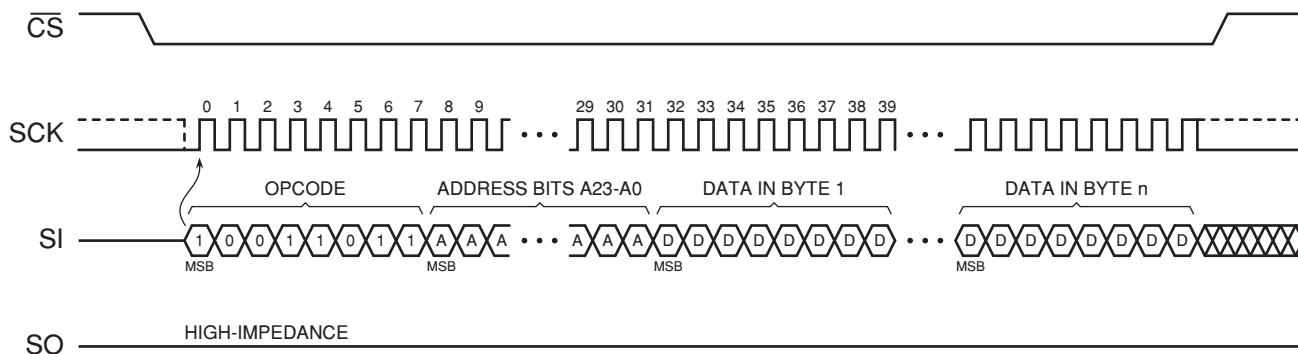 CS
0 1 2 3 4 5 6 7 8 9 29 30 31 32 33 34 35 36 37 38 39
SCK
OPCODE ADDRESS BITS A23-A0 DATA IN BYTE 1 DATA IN BYTE n
SI 1 0 0 1 1 0 1 1 A A A A A A D D D D D D D D D D D D D D D D
MSB MSB MSB MSB
HIGH-IMPEDANCE
SO